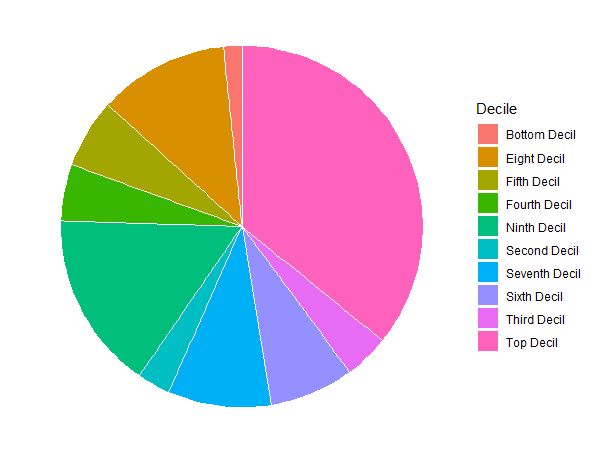 Decile
Bottom Decil
Eight Decil
Fifth Decil
Fourth Decil
Ninth Decil
Second Decil
Seventh Decil
Sixth Decil
Third Decil
Top Decil